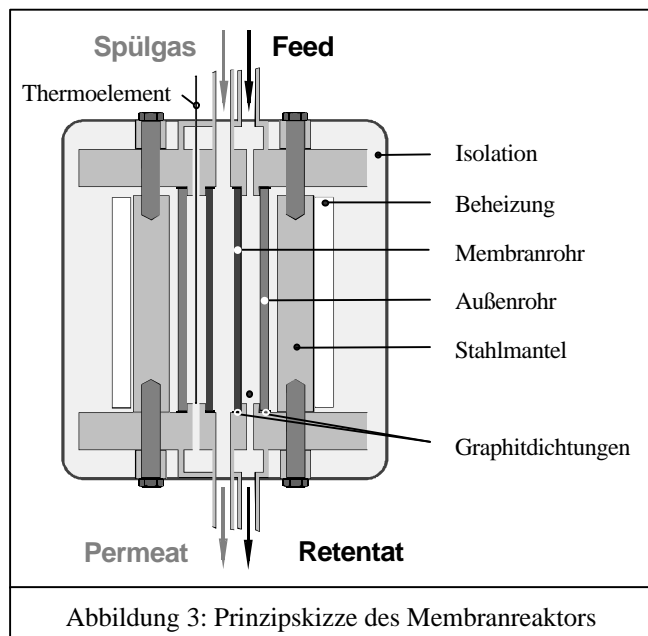 Spülgas Feed
Thermoelement
Isolation
Beheizung
Membranrohr
Außenrohr
Stahlmantel
Graphitdichtungen
Permeat Retentat
Abbildung 3: Prinzipskizze des Membranreaktors